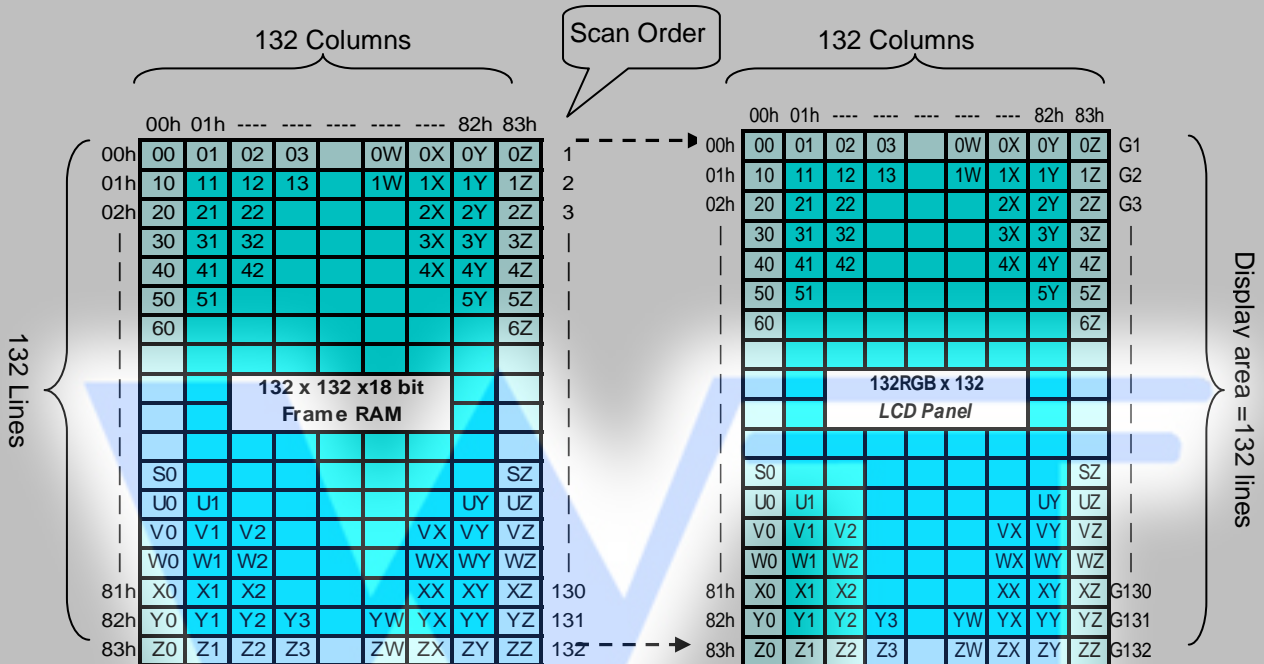 132 Columns
Scan Order
132 Columns
00h 01h ---- ---- ---- ---- ---- 82h 83h
00h 01h ---- ---- ---- ---- ---- 82h 83h
00h 00 01 02 03 0W 0X 0Y 0Z 1
01h 10 11 12 13 1W 1X 1Y 1Z 2
02h 20 21 22 2X 2Y 2Z 3
30 31 32 3X 3Y 3Z
40 41 42 4X 4Y 4Z
50 51 5Y 5Z
60 6Z
132 x 132 x18 bit
Frame RAM
S0 SZ
U0 U1 UY UZ
V0 V1 V2 VX VY VZ
W0 W1 W2 WX WY WZ
81h X0 X1 X2 XX XY XZ 130
82h Y0 Y1 Y2 Y3 YW YX YY YZ 131
83h Z0 Z1 Z2 Z3 ZW ZX ZY ZZ 132
132 Lines
00h 00 01 02 03 0W 0X 0Y 0Z G1
01h 10 11 12 13 1W 1X 1Y 1Z G2
02h 20 21 22 2X 2Y 2Z G3
30 31 32 3X 3Y 3Z
40 41 42 4X 4Y 4Z
50 51 5Y 5Z
60 6Z
132RGB x 132
LCD Panel
S0 SZ
U0 U1 UY UZ
V0 V1 V2 VX VY VZ
W0 W1 W2 WX WY WZ
81h X0 X1 X2 XX XY XZ G130
82h Y0 Y1 Y2 Y3 YW YX YY YZ G131
83h Z0 Z1 Z2 Z3 ZW ZX ZY ZZ G132
Display area =132 lines